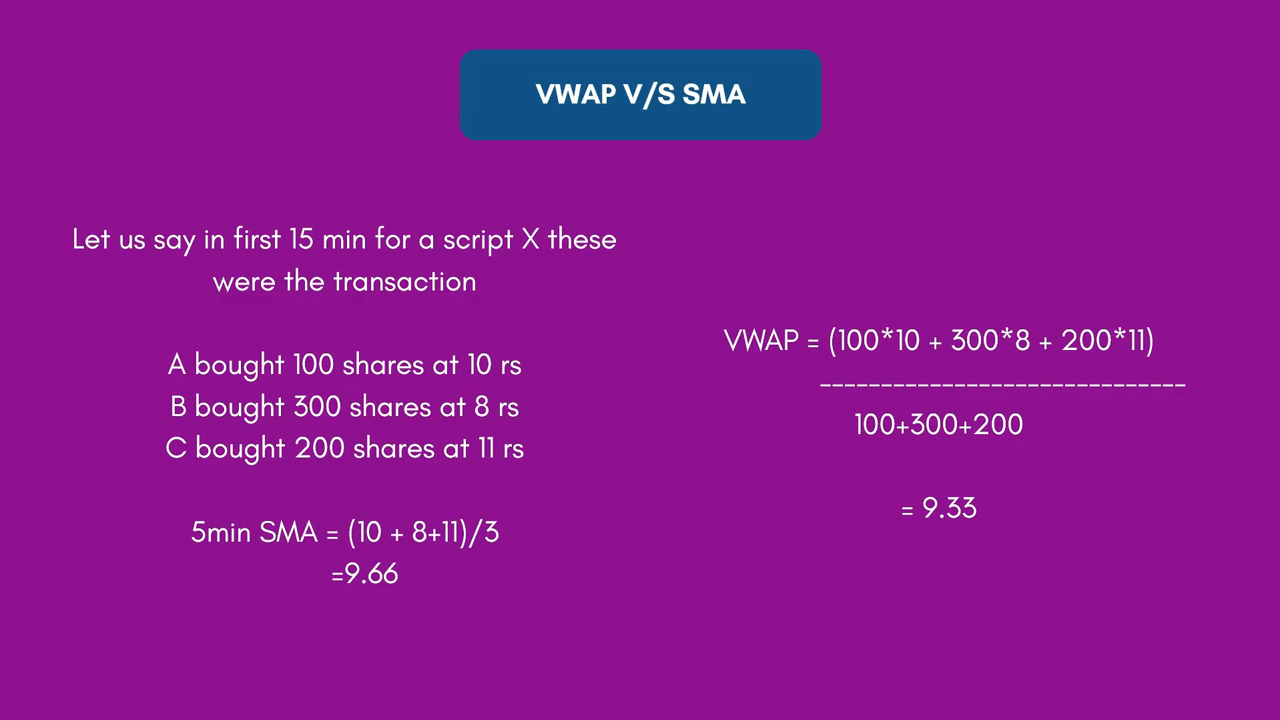 VWAP V/S SMA
Let us say in first 15 min for a script X these
were the transaction
A bought 100 shares at 10 rs
B bought 300 shares at 8 rs
C bought 200 shares at 11 rs
5min SMA = (10 + 8+11)/3
=9.66
VWAP = (100*10 + 300*8 + 200*11)
------------------------------
100+300+200
= 9.33